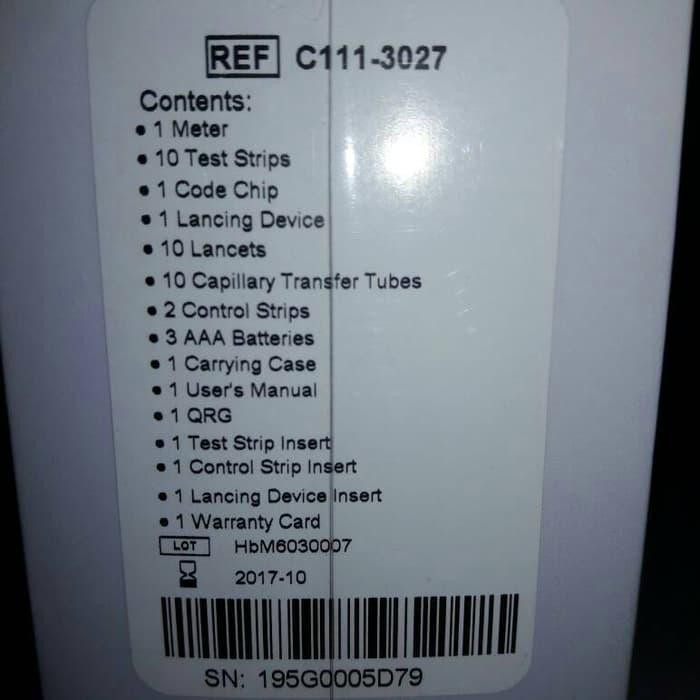 REF C111-3027
Contents:
• 1 Meter
• 10 Test Strips
• 1 Code Chip
• 1 Lancing Device
• 10 Lancets
• 10 Capillary Transfer Tubes
• 2 Control Strips
• 3 AAA Batteries
• 1 Carrying Case
• 1 User's Manual
• 1 QRG
• 1 Test Strip Insert
• 1 Control Strip Insert
• 1 Lancing Device Insert
• 1 Warranty Card
LOT HbM6030007
2017-10
SN: 195G0005D79